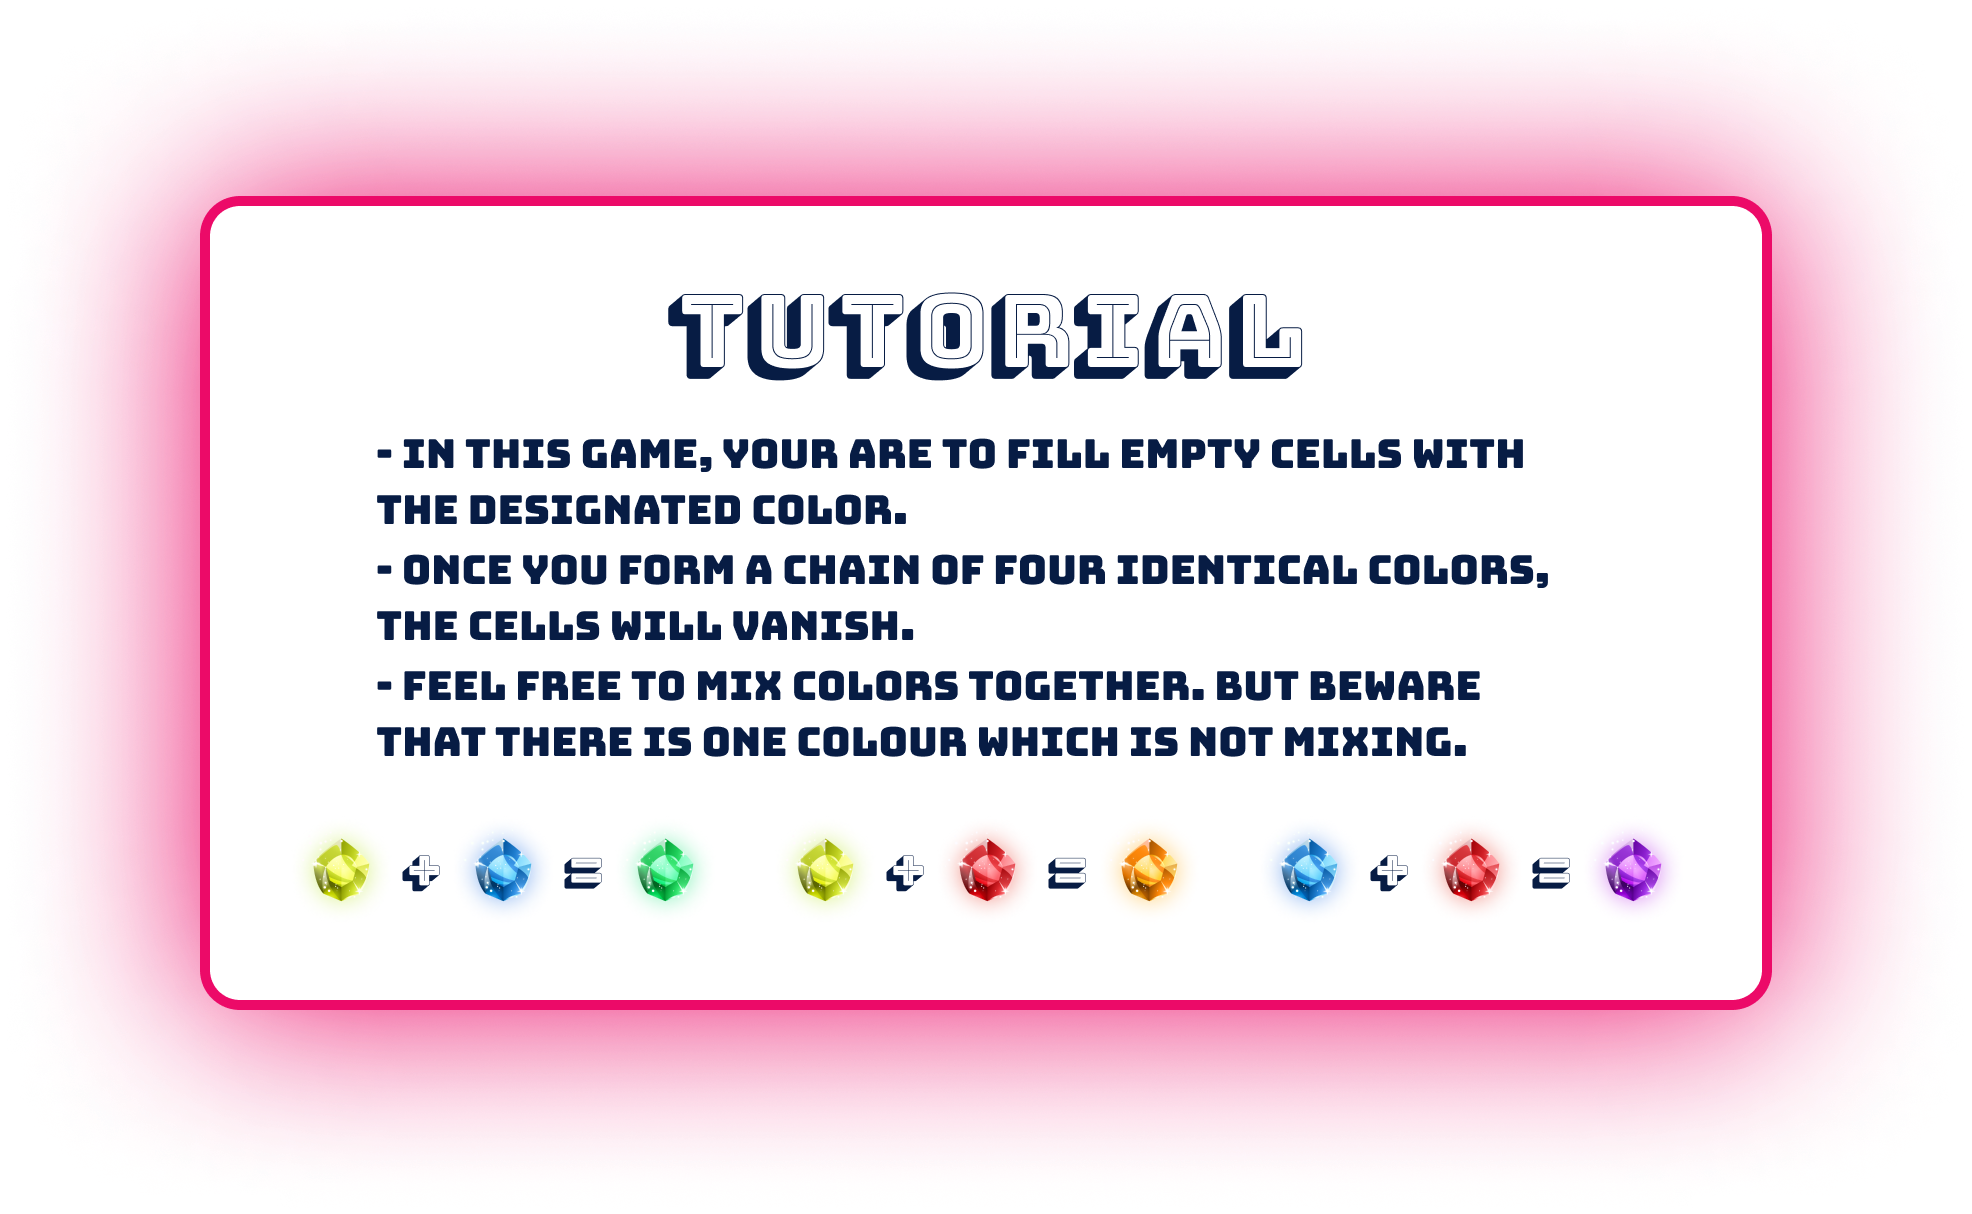 TUTORIAL
- IN THIS GAME, YOUR ARE TO FILL EMPTY CELLS WITH
THE DESIGNATED COLOR.
- ONCE YOU FORM A CHAIN OF FOUR IDENTICAL COLORS,
THE CELLS WILL VANISH.
- FEEL FREE TO MIX COLORS TOGETHER. BUT BEWARE
THAT THERE IS ONE COLOUR WHICH IS NOT MIXING.
+ = + = + =